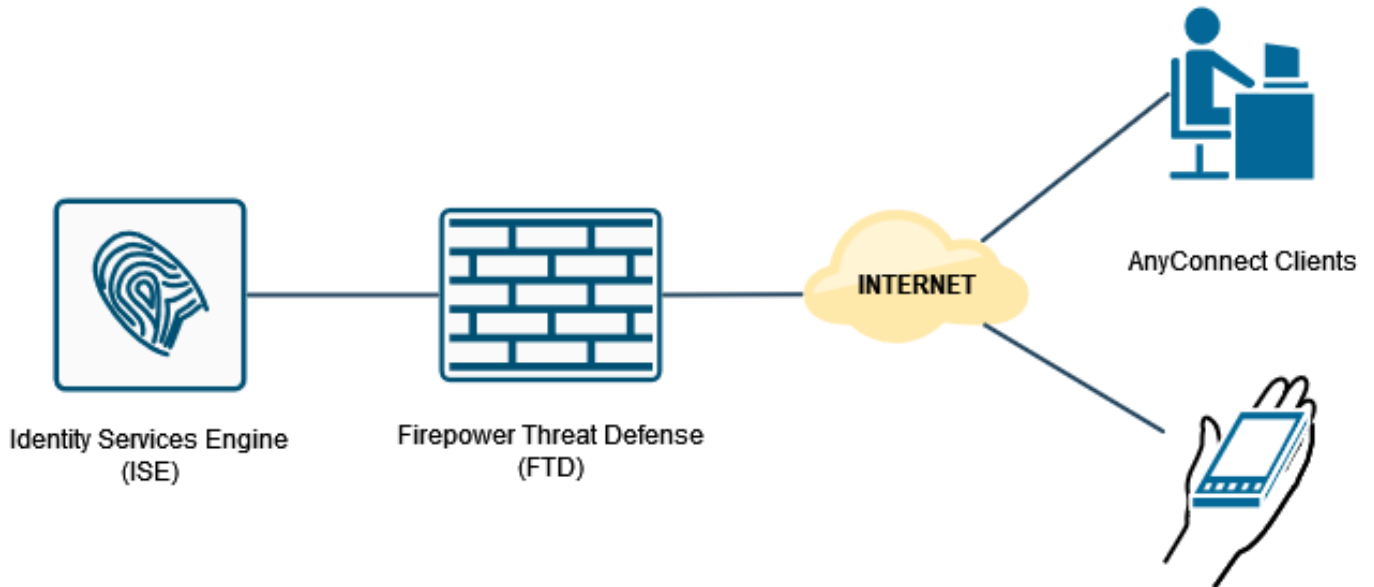 INTERNET
AnyConnect Clients
Identity Services Engine
(ISE)
Firepower Threat Defense
(FTD)